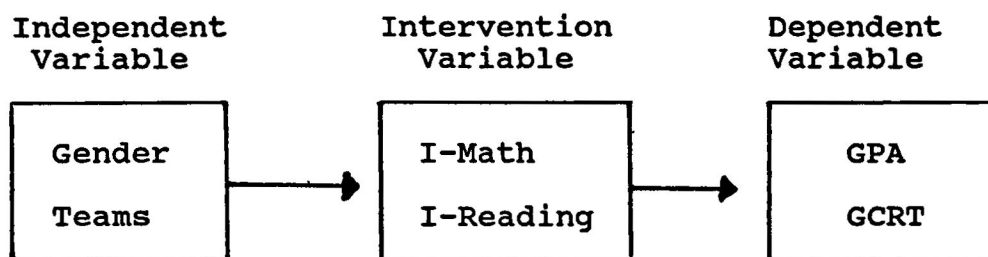 Independent Variable
Intervention Variable
Dependent Variable
Gender
Teams
I-Math
I-Reading
GPA
GCRT